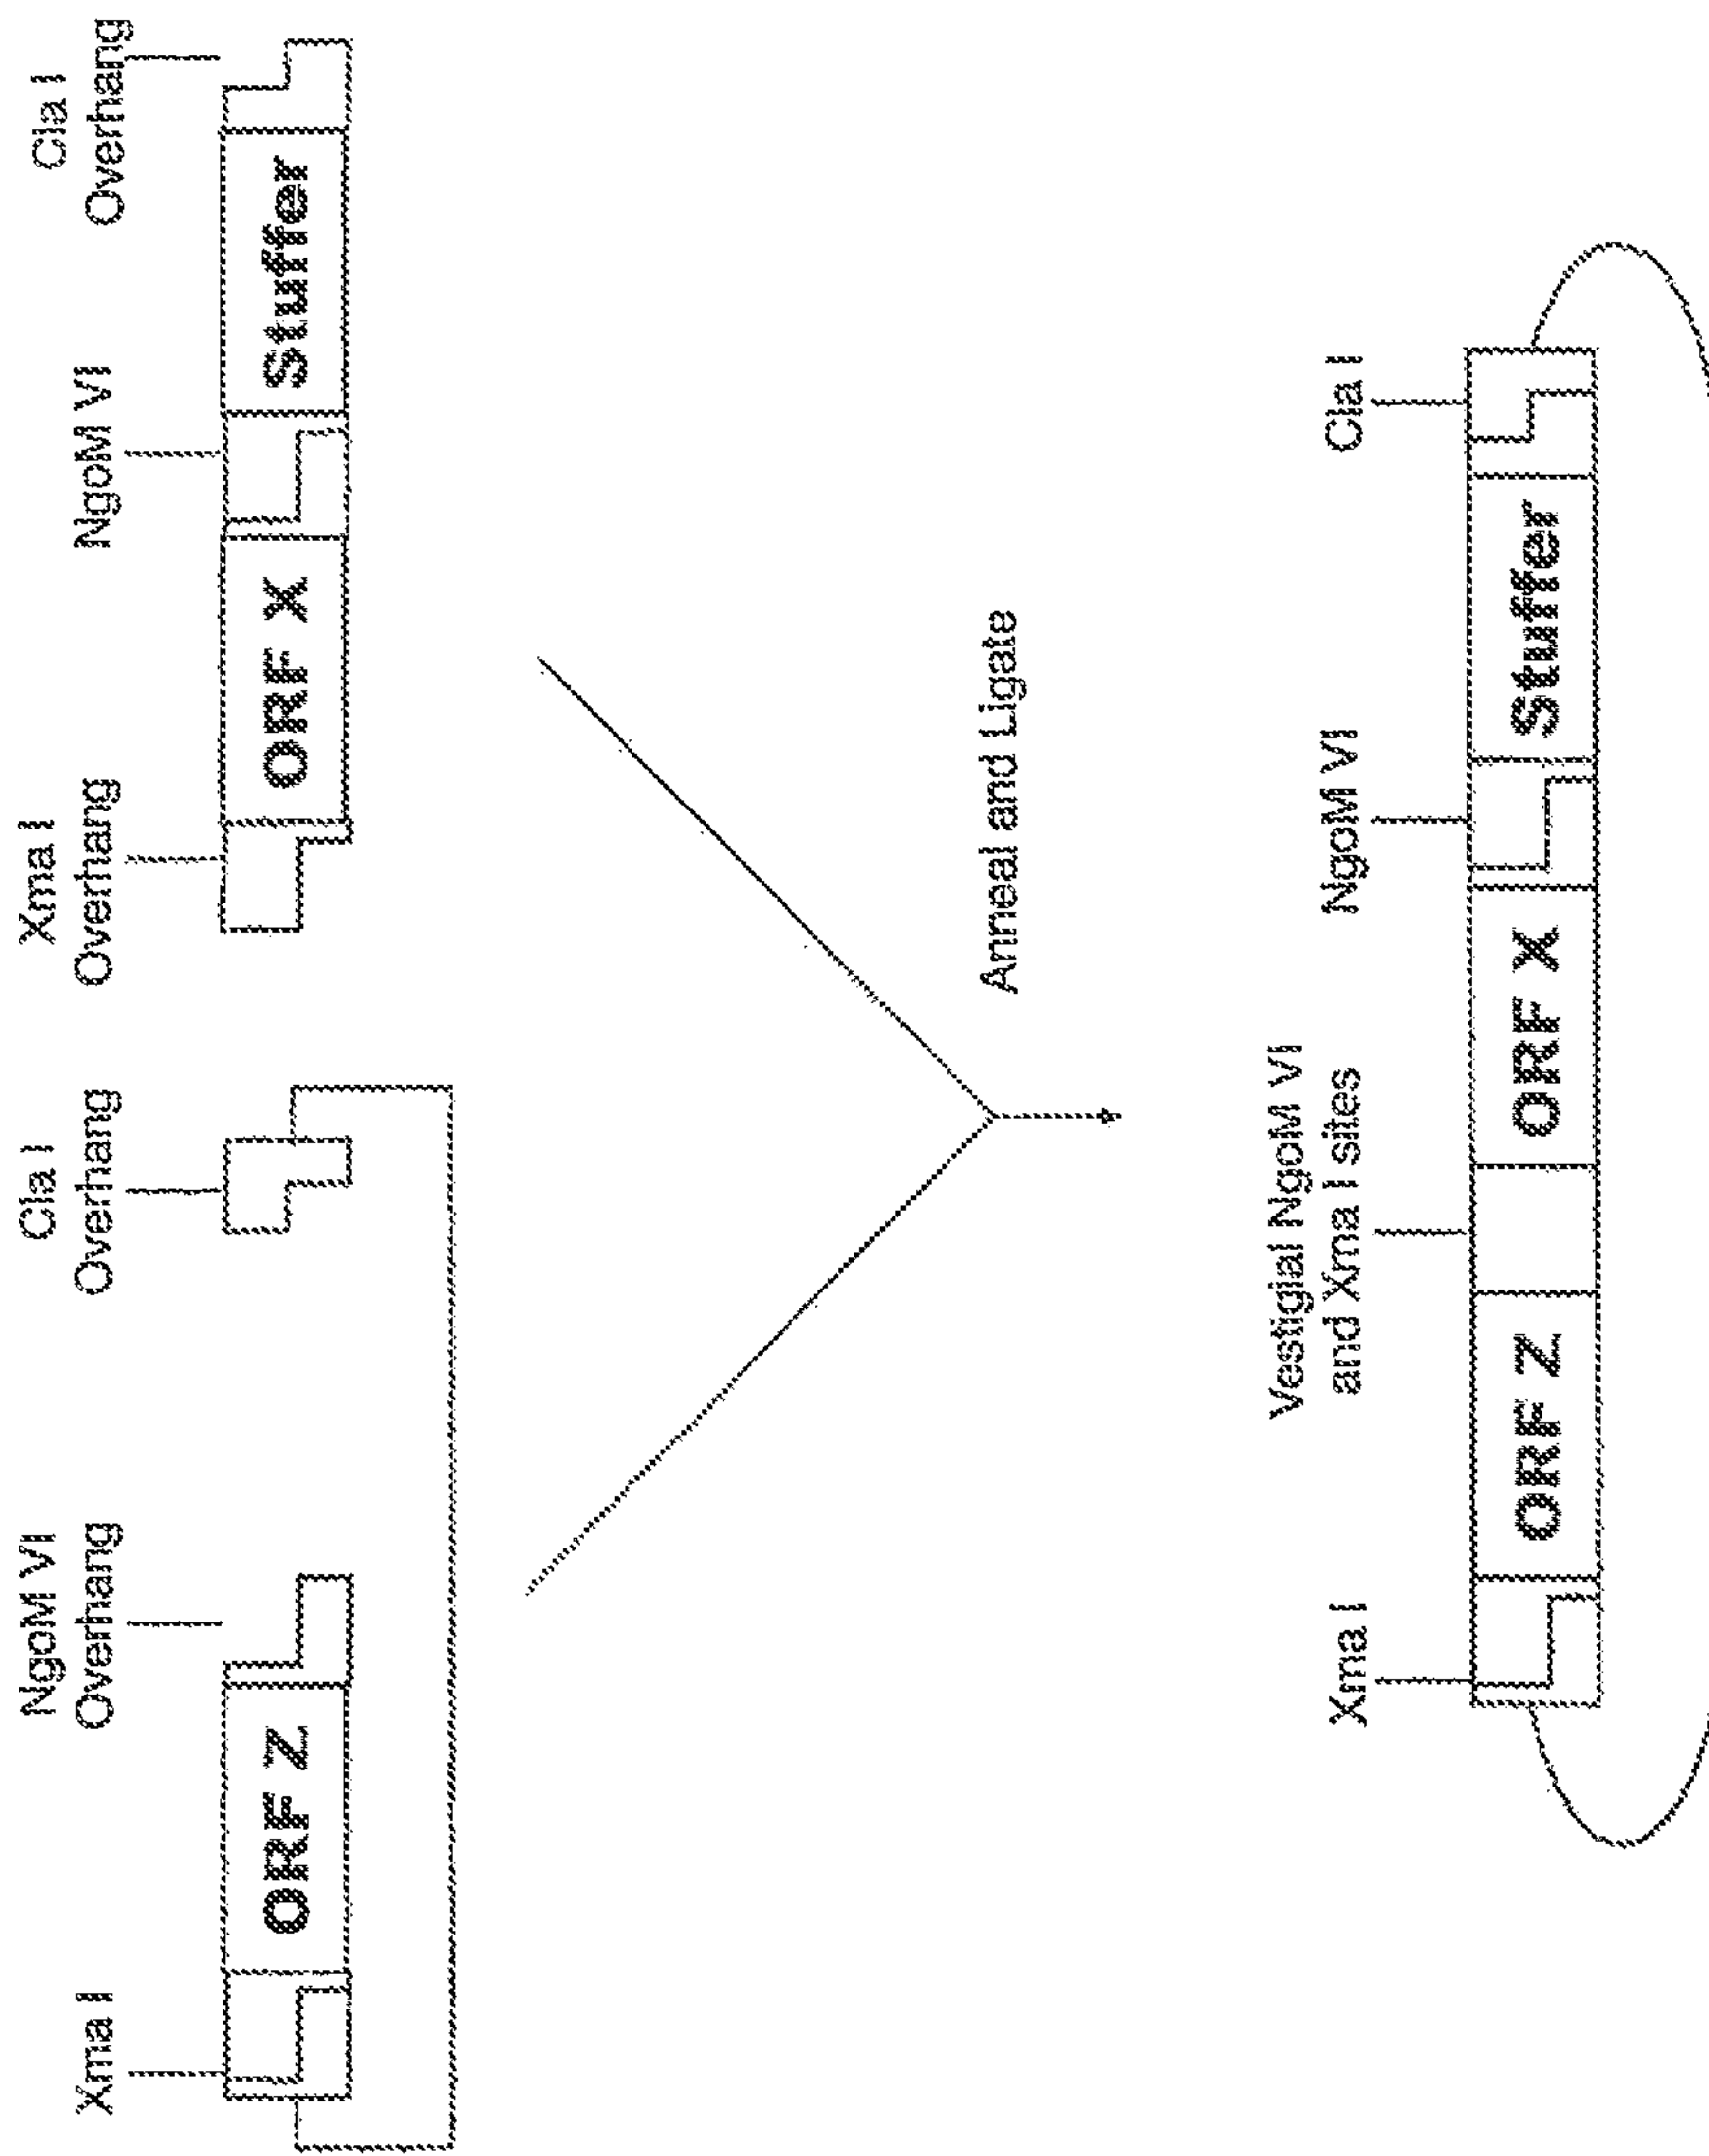 Xma I
NgoM VI
Overhang
Cla I
Overhang
Xma I
Overhang
NgoM VI
Cla I
Overhang
ORF Z
ORF X
Stuffer
Anneal and Ligate
Xma I
Vestigial NgoM VI
and Xma I sites
NgoM VI
Cla I
ORF Z
ORF X
Stuffer